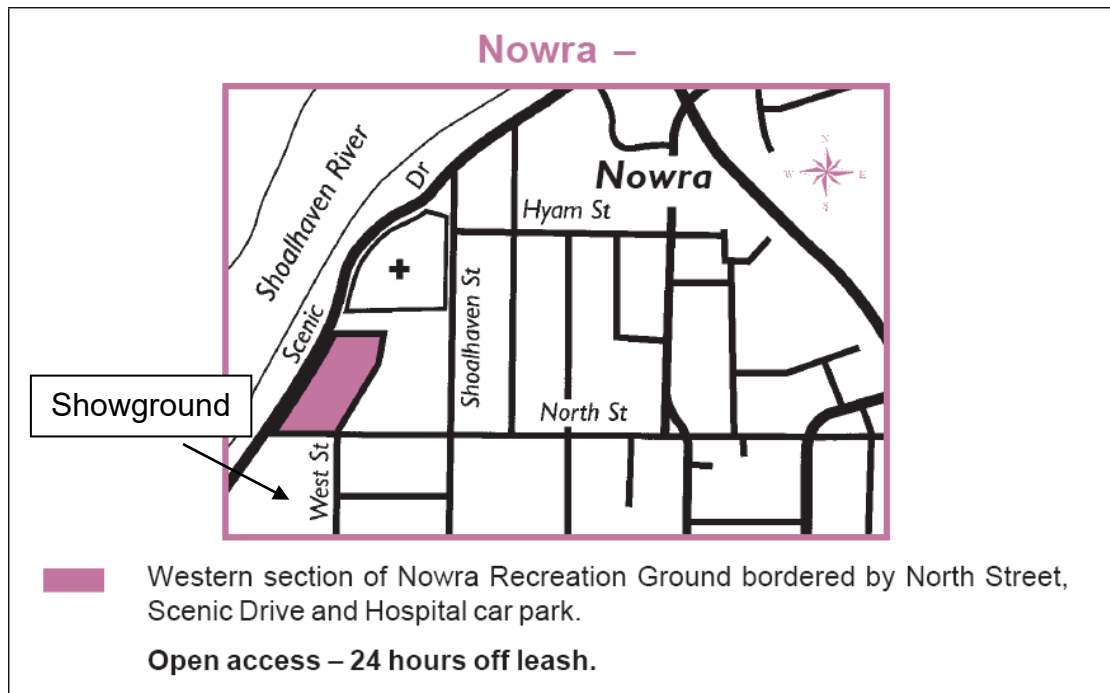 Nowra –
Shoalhaven River
Scenic
Dr
Nowra
Hyam St
Shoalhaven St
North St
West St
N
W E
S
Showground
Western section of Nowra Recreation Ground bordered by North Street,
Scenic Drive and Hospital car park.
Open access – 24 hours off leash.